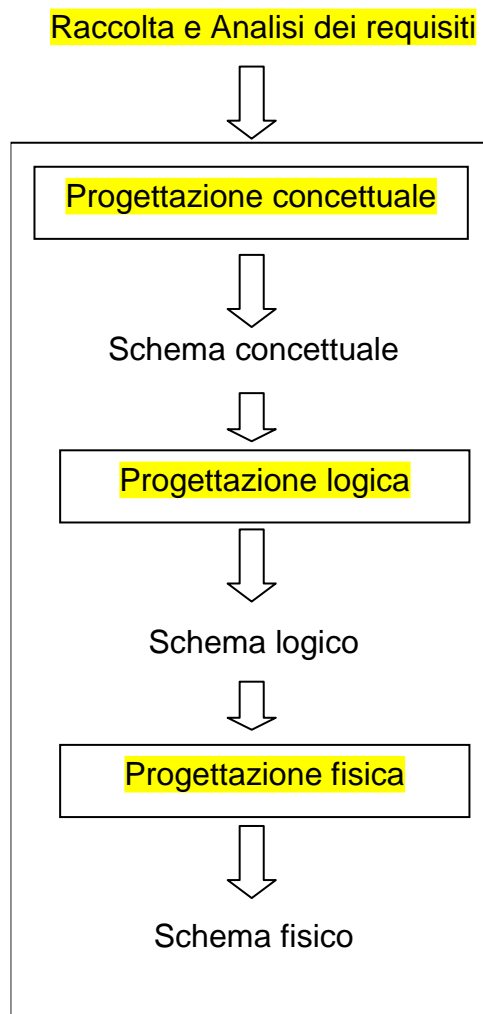 Raccolta e Analisi dei requisiti
Progettazione concettuale
Schema concettuale
Progettazione logica
Schema logico
Progettazione fisica
Schema fisico